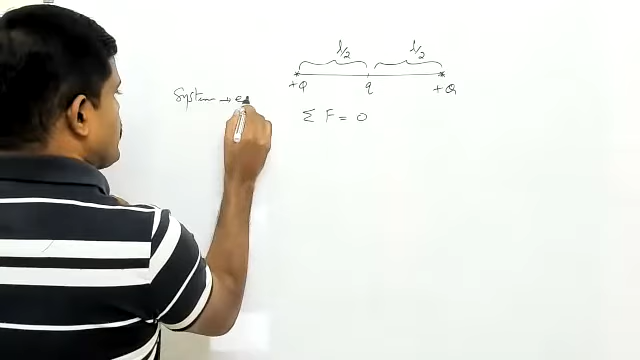 l/2 l/2
+Q q +Q
System → e
Σ F = 0